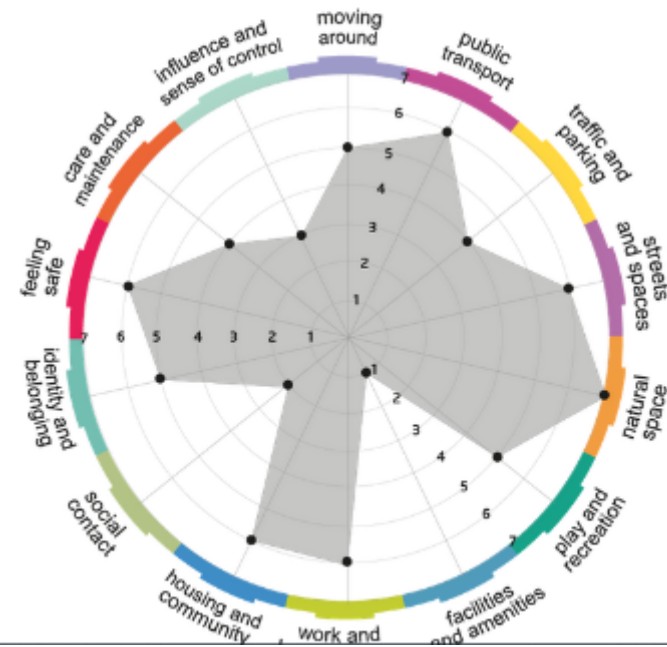 moving
around
public
transport
traffic and
parking
streets
and spaces
natural
space
play and
recreation
facilities
and amenities
work and
housing and
community
social
contact
identity and
belonging
feeling
safe
care and
maintenance
influence and
sense of control
7
6
5
4
3
2
1
7 6 5 4 3 2 1
1
2
3
4
5
6